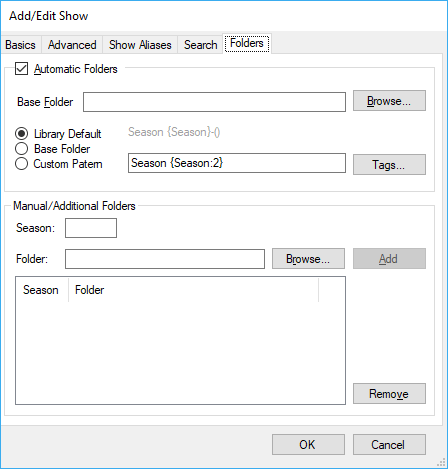 Add/Edit Show
Basics Advanced Show Aliases Search Folders
Automatic Folders
Base Folder Browse...
Library Default Season {Season}-()
Base Folder
Custom Patern Season {Season:2} Tags...
Manual/Additional Folders
Season:
Folder: Browse... Add
Season Folder
Remove
OK Cancel